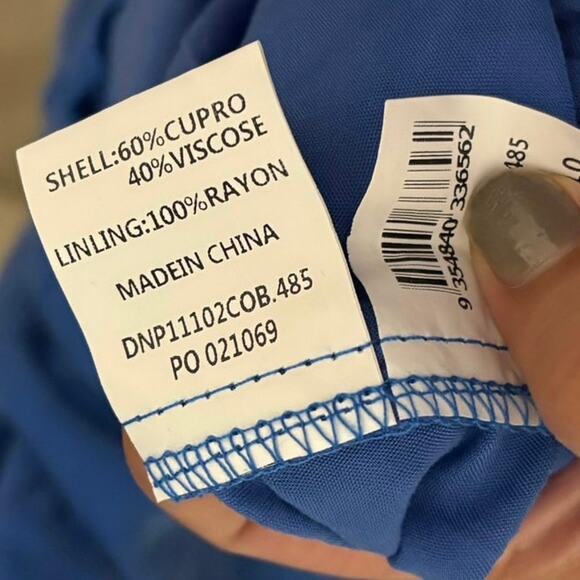 SHELL:60%CUPRO
40%VISCOSE
LINLING:100%RAYON
MADEIN CHINA
DNP11102COB.485
PO 021069
9 354840 336562
485